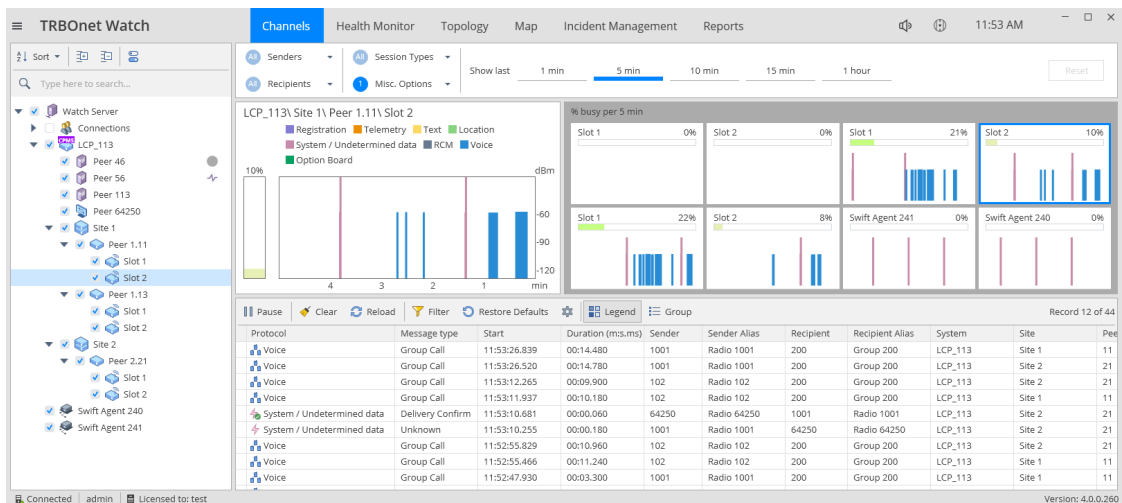 TRBOnet Watch
Channels Health Monitor Topology Map Incident Management Reports 11:53 AM
Sort
Type here to search...
Watch Server
Connections
CPMS
LCP_113
Peer 46
Peer 56
Peer 113
Peer 64250
Site 1
Peer 1.11
Slot 1
Slot 2
Peer 1.13
Slot 1
Slot 2
Site 2
Peer 2.21
Slot 1
Slot 2
Swift Agent 240
Swift Agent 241
All Senders All Session Types
All Recipients 1 Misc. Options
Show last 1 min 5 min 10 min 15 min 1 hour Reset
LCP_113\ Site 1\ Peer 1.11\ Slot 2
Registration Telemetry Text Location
System / Undetermined data RCM Voice
Option Board
10% dBm
-60
-90
-120
4 3 2 1 min
% busy per 5 min
Slot 1 0% Slot 2 0% Slot 1 21% Slot 2 10%
Slot 1 22% Slot 2 8% Swift Agent 241 0% Swift Agent 240 0%
Pause Clear Reload Filter Restore Defaults Legend Group Record 12 of 44
Protocol Message type Start Duration (m:s.ms) Sender Sender Alias Recipient Recipient Alias System Site Pee
Voice Group Call 11:53:26.839 00:14.480 1001 Radio 1001 200 Group 200 LCP_113 Site 1 11
Voice Group Call 11:53:26.520 00:14.780 1001 Radio 1001 200 Group 200 LCP_113 Site 2 21
Voice Group Call 11:53:12.265 00:09.900 102 Radio 102 200 Group 200 LCP_113 Site 2 21
Voice Group Call 11:53:11.937 00:10.180 102 Radio 102 200 Group 200 LCP_113 Site 1 11
System / Undetermined data Delivery Confirm 11:53:10.681 00:00.060 64250 Radio 64250 1001 Radio 1001 LCP_113 Site 2 21
System / Undetermined data Unknown 11:53:10.255 00:00.180 1001 Radio 1001 64250 Radio 64250 LCP_113 Site 2 21
Voice Group Call 11:52:55.829 00:10.960 102 Radio 102 200 Group 200 LCP_113 Site 2 21
Voice Group Call 11:52:55.466 00:11.240 102 Radio 102 200 Group 200 LCP_113 Site 1 11
Voice Group Call 11:52:47.930 00:03.300 1001 Radio 1001 200 Group 200 LCP_113 Site 1 11
Connected admin Licensed to: test Version: 4.0.0.260